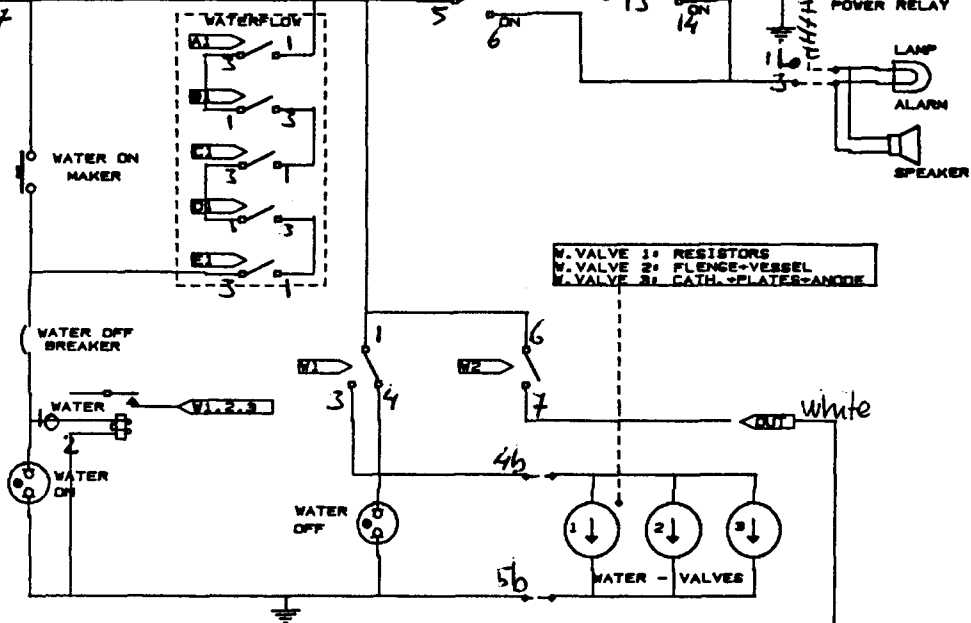 7
WATERFLOW
5
ON
6
13
ON
14
POWER RELAY
A1
1
3
16
3
LAMP
ALARM
SPEAKER
B1
1
3
WATER ON
MAKER
C1
3
1
D1
1
3
E1
3
1
W.VALVE 1: RESISTORS
W.VALVE 2: FLENGE+VESSEL
W.VALVE 3: CATH.+PLATES+ANODE
WATER OFF
BREAKER
1
6
W1
W2
3
4
7
WATER
W1.2.3
2
OUT
white
WATER
ON
4b
WATER
OFF
1
2
3
5b
WATER - VALVES